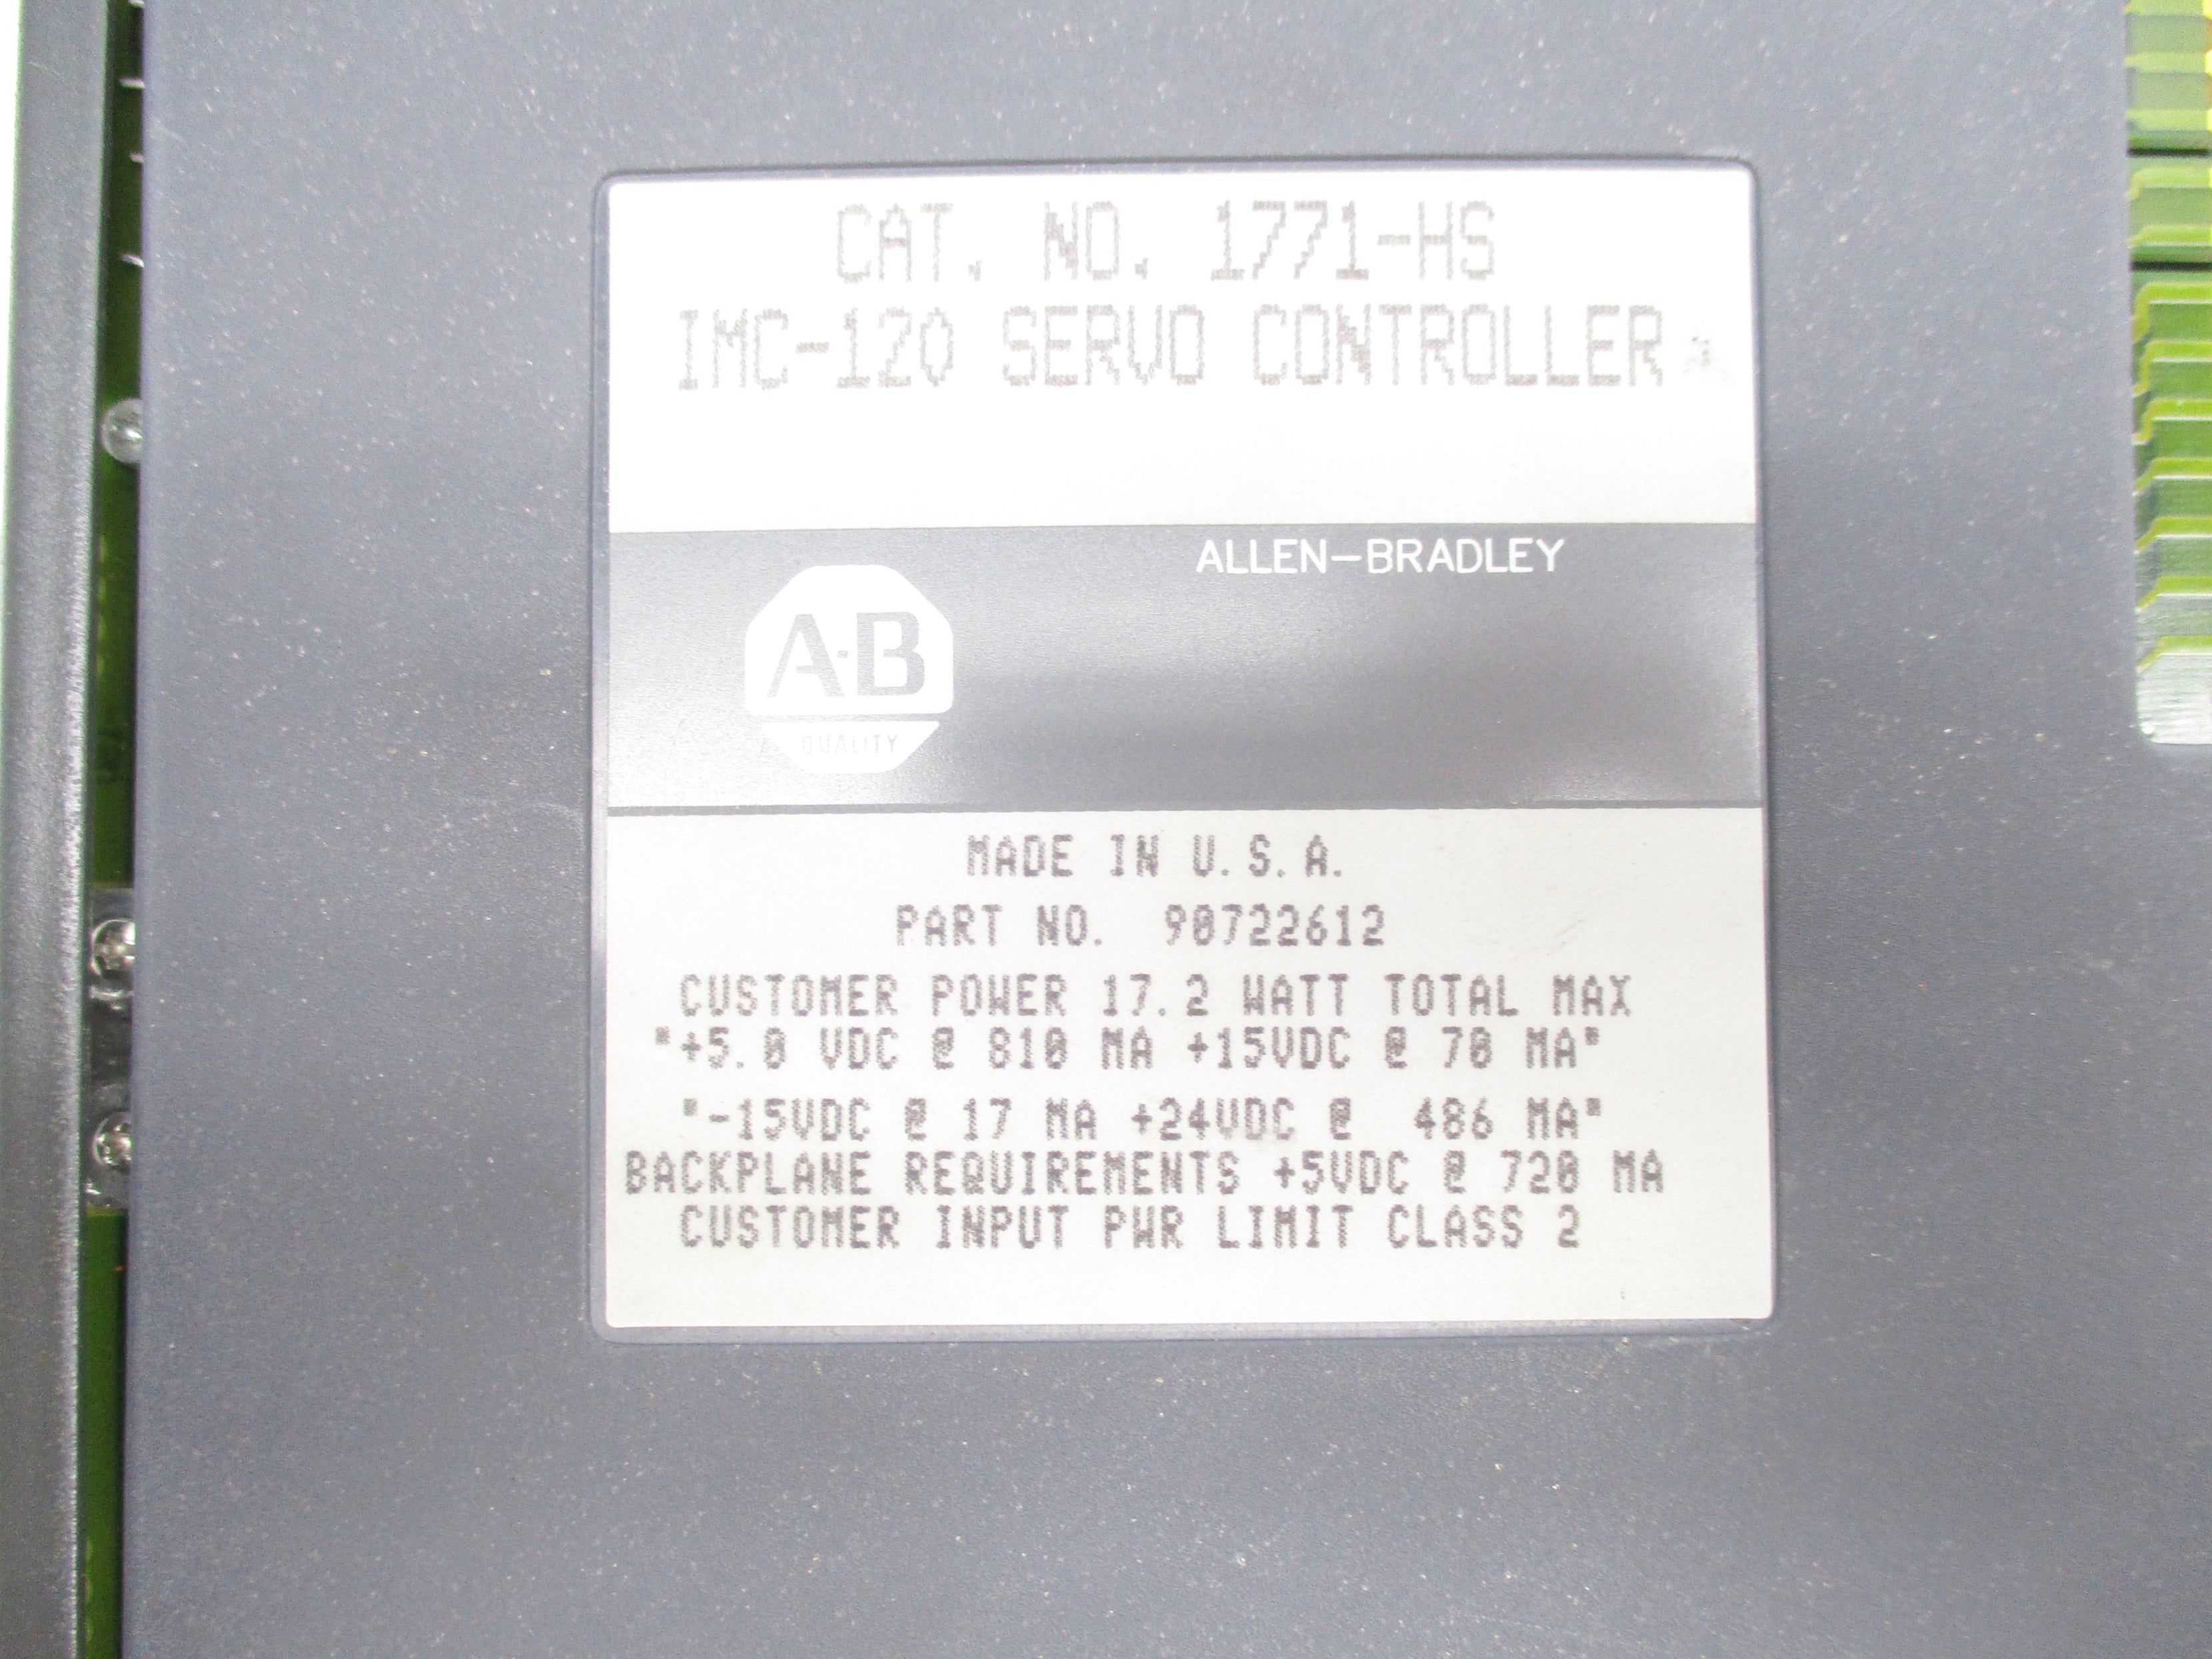 CAT. NO. 1771-HS
IMC-120 SERVO CONTROLLER
ALLEN-BRADLEY
A-B
QUALITY
MADE IN U.S.A.
PART NO. 90722612
CUSTOMER POWER 17.2 WATT TOTAL MAX
"+5.0 VDC @ 810 MA +15VDC @ 70 MA"
"-15VDC @ 17 MA +24VDC @ 486 MA"
BACKPLANE REQUIREMENTS +5VDC @ 720 MA
CUSTOMER INPUT PWR LIMIT CLASS 2